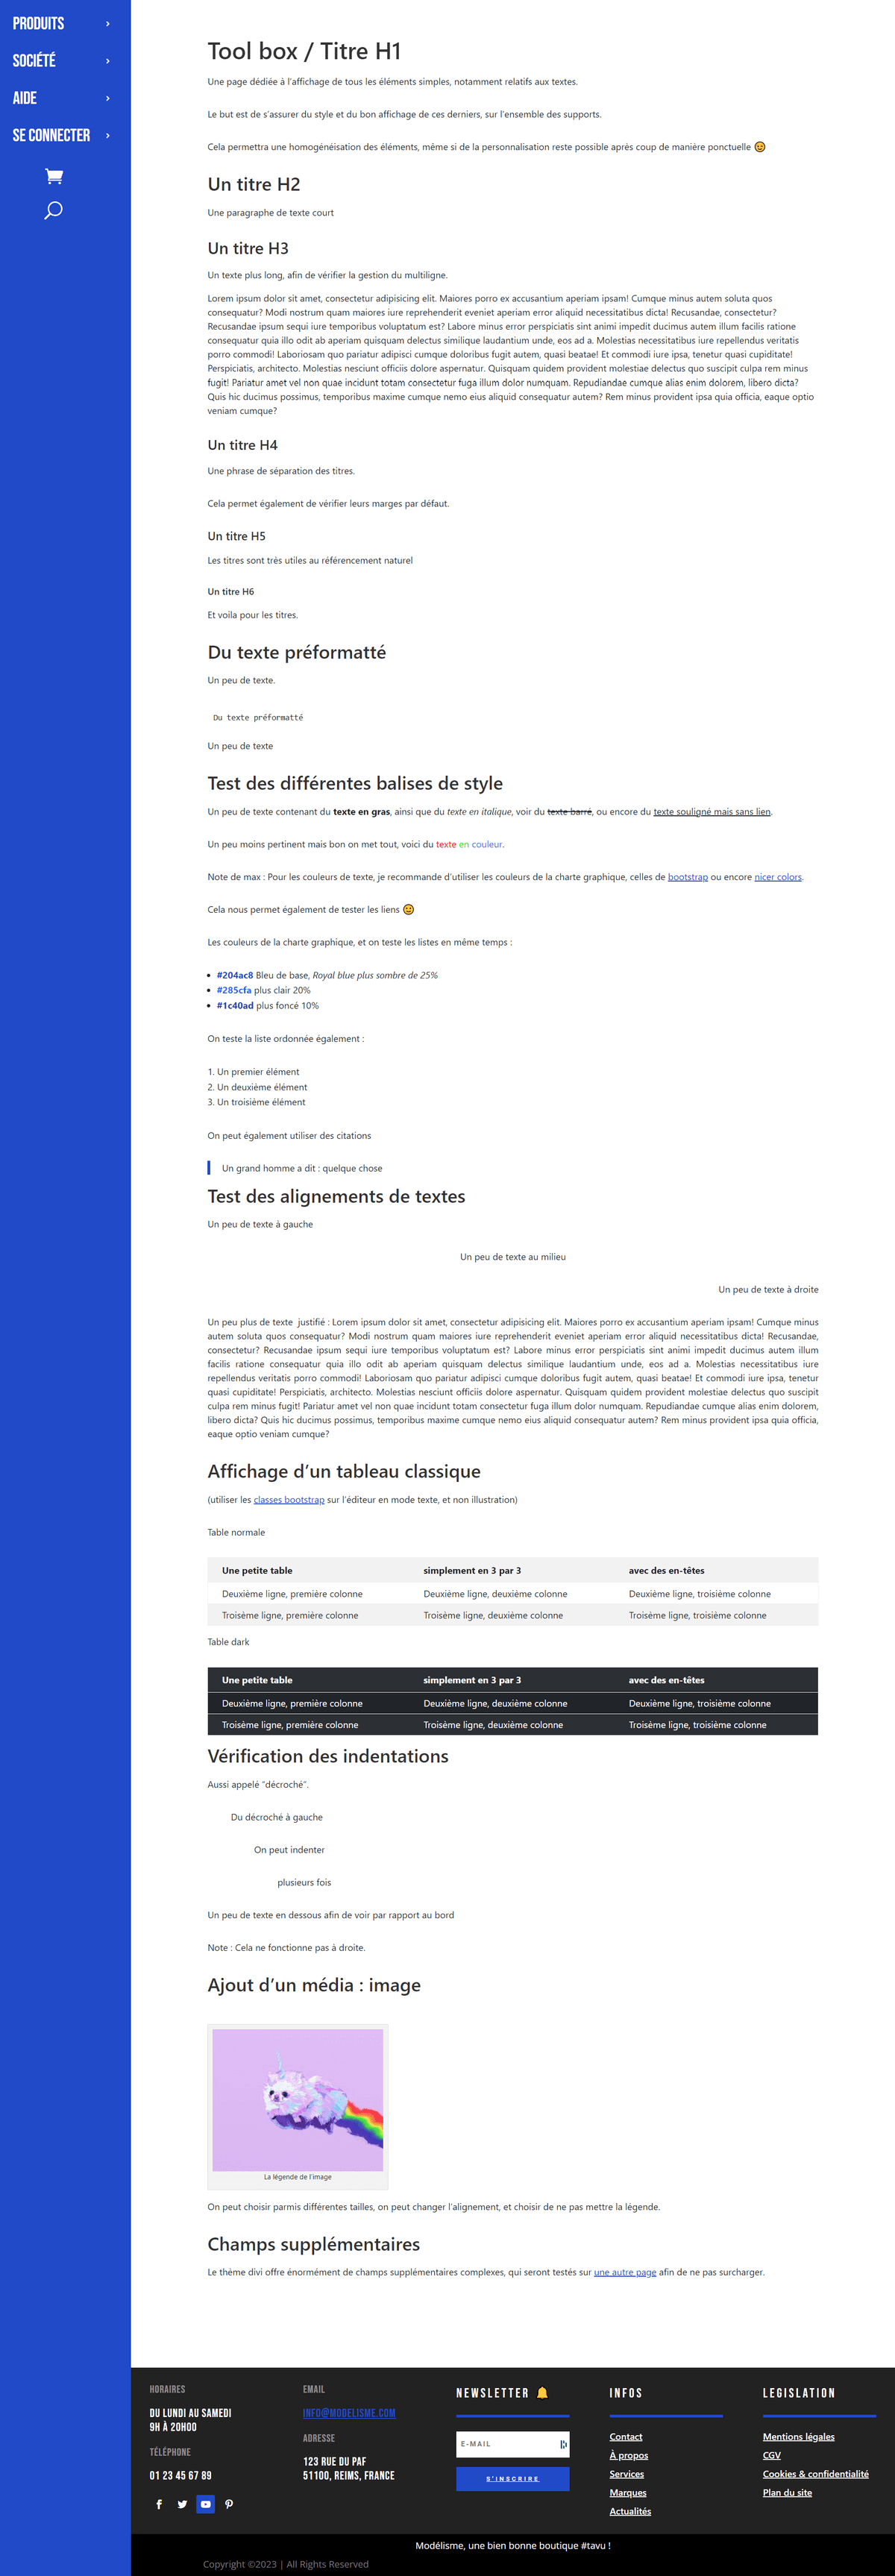 PRODUITS
SOCIÉTÉ
AIDE
SE CONNECTER
Tool box / Titre H1
Une page dédiée à l'affichage de tous les éléments simples, notamment relatifs aux textes.
Le but est de s'assurer du style et du bon affichage de ces derniers, sur l'ensemble des supports.
Cela permettra une homogénéisation des éléments, même si de la personnalisation reste possible après coup de manière ponctuelle 😉
Un titre H2
Une paragraphe de texte court
Un titre H3
Un texte plus long, afin de vérifier la gestion du multiligne.
Lorem ipsum dolor sit amet, consectetur adipisicing elit. Maiores porro ex accusantium aperiam ipsam! Cumque minus autem soluta quos
consequatur? Modi nostrum quam maiores iure reprehenderit eveniet aperiam error aliquid necessitatibus dicta! Recusandae, consectetur?
Recusandae ipsum sequi iure temporibus voluptatum est? Labore minus error perspiciatis sint animi impedit ducimus autem illum facilis ratione
consequatur quia illo odit ab aperiam quisquam delectus similique laudantium unde, eos ad a. Molestias necessitatibus iure repellendus veritatis
porro commodi! Laboriosam quo pariatur adipisci cumque doloribus fugit autem, quasi beatae! Et commodi iure ipsa, tenetur quasi cupiditate!
Perspiciatis, architecto. Molestias nesciunt officiis dolore aspernatur. Quisquam quidem provident molestiae delectus quo suscipit culpa rem minus
fugit! Pariatur amet vel non quae incidunt totam consectetur fuga illum dolor numquam. Repudiandae cumque alias enim dolorem, libero dicta?
Quis hic ducimus possimus, temporibus maxime cumque nemo eius aliquid consequatur autem? Rem minus provident ipsa quia officia, eaque optio
veniam cumque?
Un titre H4
Une phrase de séparation des titres.
Cela permet également de vérifier leurs marges par défaut.
Un titre H5
Les titres sont très utiles au référencement naturel
Un titre H6
Et voila pour les titres.
Du texte préformatté
Un peu de texte.
Du texte préformatté
Un peu de texte
Test des différentes balises de style
Un peu de texte contenant du texte en gras, ainsi que du texte en italique, voir du texte barré, ou encore du texte souligné mais sans lien.
Un peu moins pertinent mais bon on met tout, voici du texte en couleur.
Note de max : Pour les couleurs de texte, je recommande d'utiliser les couleurs de la charte graphique, celles de bootstrap ou encore nicer colors.
Cela nous permet également de tester les liens 🙂
Les couleurs de la charte graphique, et on teste les listes en même temps :
• #204ac8 Bleu de base, Royal blue plus sombre de 25%
• #285cfa plus clair 20%
• #1c40ad plus foncé 10%
On teste la liste ordonnée également :
1. Un premier élément
2. Un deuxième élément
3. Un troisième élément
On peut également utiliser des citations
Un grand homme a dit : quelque chose
Test des alignements de textes
Un peu de texte à gauche
Un peu de texte au milieu
Un peu de texte à droite
Un peu plus de texte justifié : Lorem ipsum dolor sit amet, consectetur adipisicing elit. Maiores porro ex accusantium aperiam ipsam! Cumque minus
autem soluta quos consequatur? Modi nostrum quam maiores iure reprehenderit eveniet aperiam error aliquid necessitatibus dicta! Recusandae,
consectetur? Recusandae ipsum sequi iure temporibus voluptatum est? Labore minus error perspiciatis sint animi impedit ducimus autem illum
facilis ratione consequatur quia illo odit ab aperiam quisquam delectus similique laudantium unde, eos ad a. Molestias necessitatibus iure
repellendus veritatis porro commodi! Laboriosam quo pariatur adipisci cumque doloribus fugit autem, quasi beatae! Et commodi iure ipsa, tenetur
quasi cupiditate! Perspiciatis, architecto. Molestias nesciunt officiis dolore aspernatur. Quisquam quidem provident molestiae delectus quo suscipit
culpa rem minus fugit! Pariatur amet vel non quae incidunt totam consectetur fuga illum dolor numquam. Repudiandae cumque alias enim dolorem,
libero dicta? Quis hic ducimus possimus, temporibus maxime cumque nemo eius aliquid consequatur autem? Rem minus provident ipsa quia officia,
eaque optio veniam cumque?
Affichage d'un tableau classique
(utiliser les classes bootstrap sur l'éditeur en mode texte, et non illustration)
Table normale
Une petite table simplement en 3 par 3 avec des en-têtes
Deuxième ligne, première colonne Deuxième ligne, deuxième colonne Deuxième ligne, troisième colonne
Troisème ligne, première colonne Troisème ligne, deuxième colonne Troisème ligne, troisième colonne
Table dark
Une petite table simplement en 3 par 3 avec des en-têtes
Deuxième ligne, première colonne Deuxième ligne, deuxième colonne Deuxième ligne, troisième colonne
Troisème ligne, première colonne Troisème ligne, deuxième colonne Troisème ligne, troisième colonne
Vérification des indentations
Aussi appelé "décroché".
Du décroché à gauche
On peut indenter
plusieurs fois
Un peu de texte en dessous afin de voir par rapport au bord
Note : Cela ne fonctionne pas à droite.
Ajout d'un média : image
La légende de l'image
On peut choisir parmis différentes tailles, on peut changer l'alignement, et choisir de ne pas mettre la légende.
Champs supplémentaires
Le thème divi offre énormément de champs supplémentaires complexes, qui seront testés sur une autre page afin de ne pas surcharger.
HORAIRES
DU LUNDI AU SAMEDI
9H À 20H00
TÉLÉPHONE
01 23 45 67 89
EMAIL
INFO@MODELISME.COM
ADRESSE
123 RUE DU PAF
51100, REIMS, FRANCE
NEWSLETTER 🔔
E-MAIL
S'INSCRIRE
INFOS
Contact
À propos
Services
Marques
Actualités
LEGISLATION
Mentions légales
CGV
Cookies & confidentialité
Plan du site
Modélisme, une bien bonne boutique #tavu !
Copyright ©2023 | All Rights Reserved